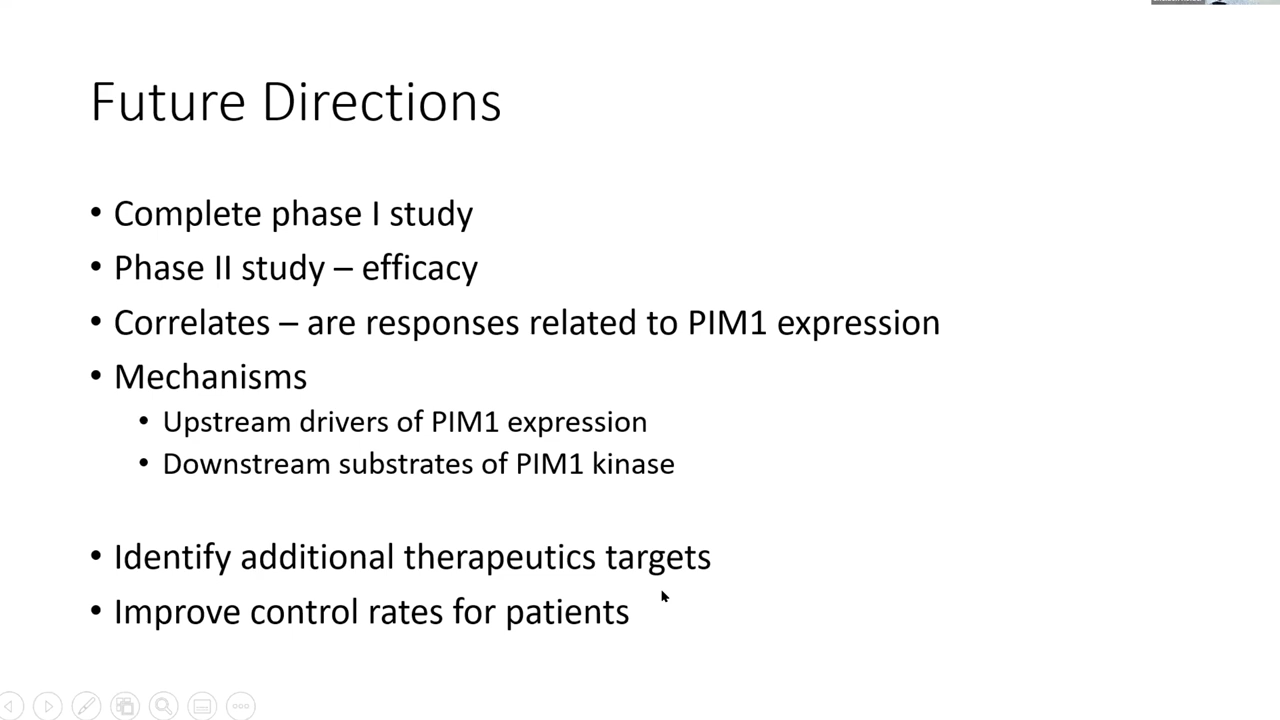 Future Directions
• Complete phase I study
• Phase II study – efficacy
• Correlates – are responses related to PIM1 expression
• Mechanisms
• Upstream drivers of PIM1 expression
• Downstream substrates of PIM1 kinase
• Identify additional therapeutics targets
• Improve control rates for patients